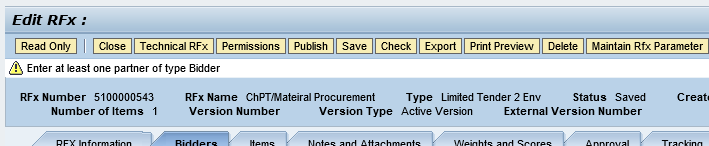 Edit RFx :
Read Only Close Technical RFx Permissions Publish Save Check Export Print Preview Delete Maintain Rfx Parameter
Enter at least one partner of type Bidder
RFx Number 5100000543 RFx Name ChPT/Mateiral Procurement Type Limited Tender 2 Env Status Saved
Number of Items 1 Version Number Version Type Active Version External Version Number
RFX Information Bidders Items Notes and Attachments Weights and Scores Approval Tracking